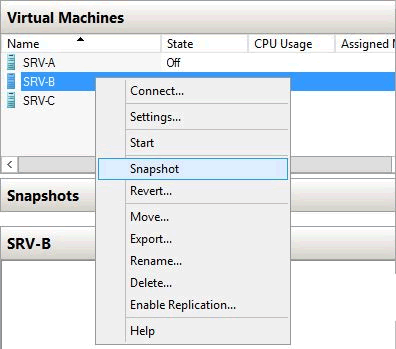 Virtual Machines
Name State CPU Usage Assigned M
SRV-A Off
SRV-B
SRV-C
Connect...
Settings...
Start
Snapshot
Revert...
Move...
Export...
Rename...
Delete...
Enable Replication...
Help
Snapshots
SRV-B